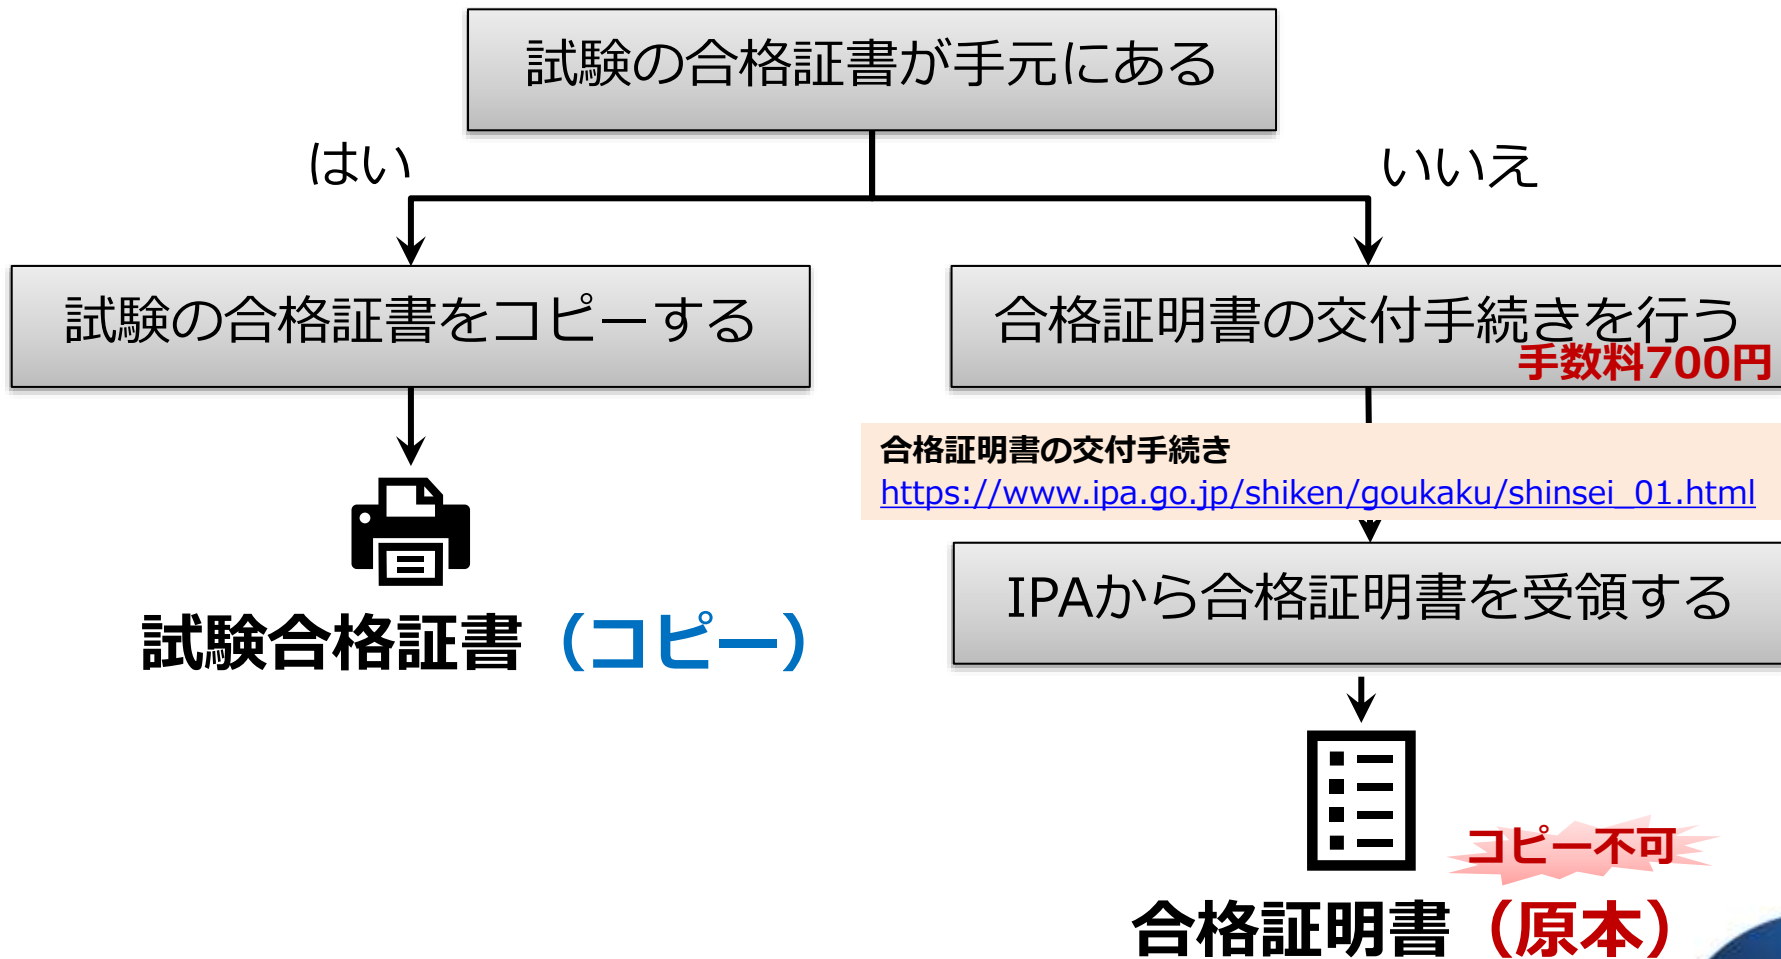 試験の合格証書が手元にある
はい
いいえ
試験の合格証書をコピーする
合格証明書の交付手続きを行う
手数料700円
合格証明書の交付手続き
https://www.ipa.go.jp/shiken/goukaku/shinsei_01.html
IPAから合格証明書を受領する
試験合格証書（コピー）
コピー不可
合格証明書（原本）